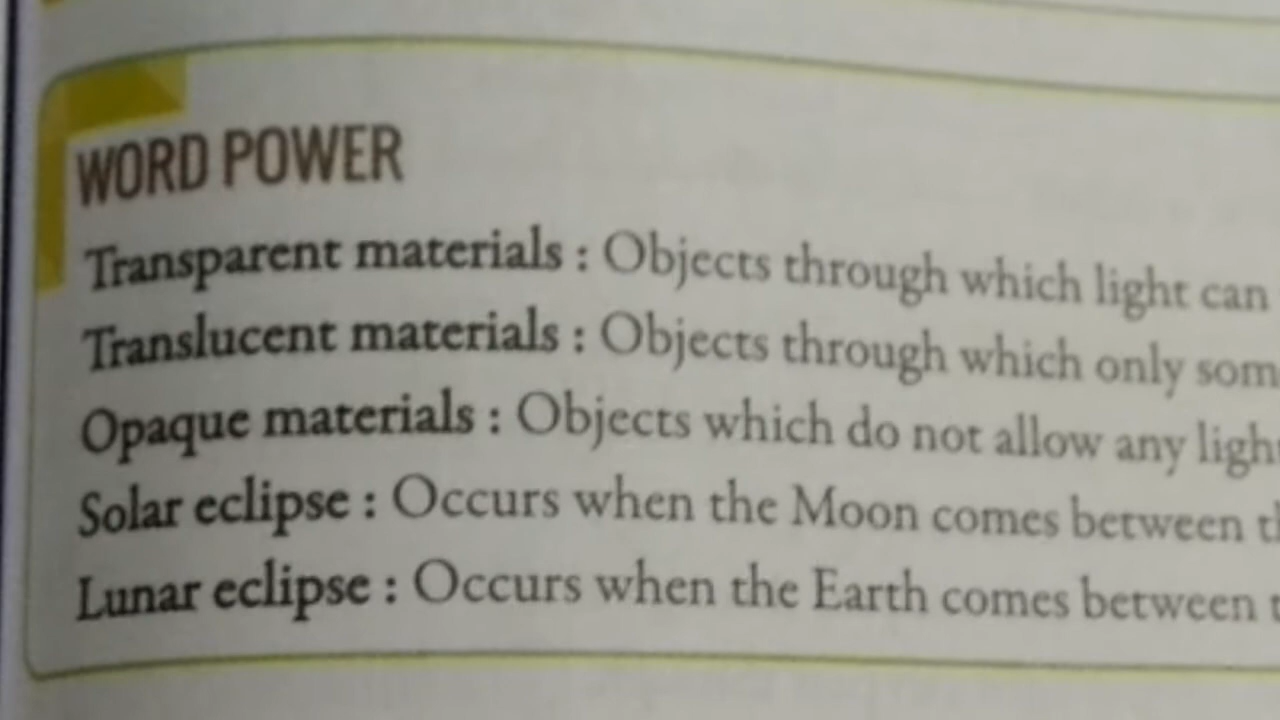 WORD POWER
Transparent materials : Objects through which light can
Translucent materials : Objects through which only som
Opaque materials : Objects which do not allow any ligh
Solar eclipse : Occurs when the Moon comes between th
Lunar eclipse : Occurs when the Earth comes between t